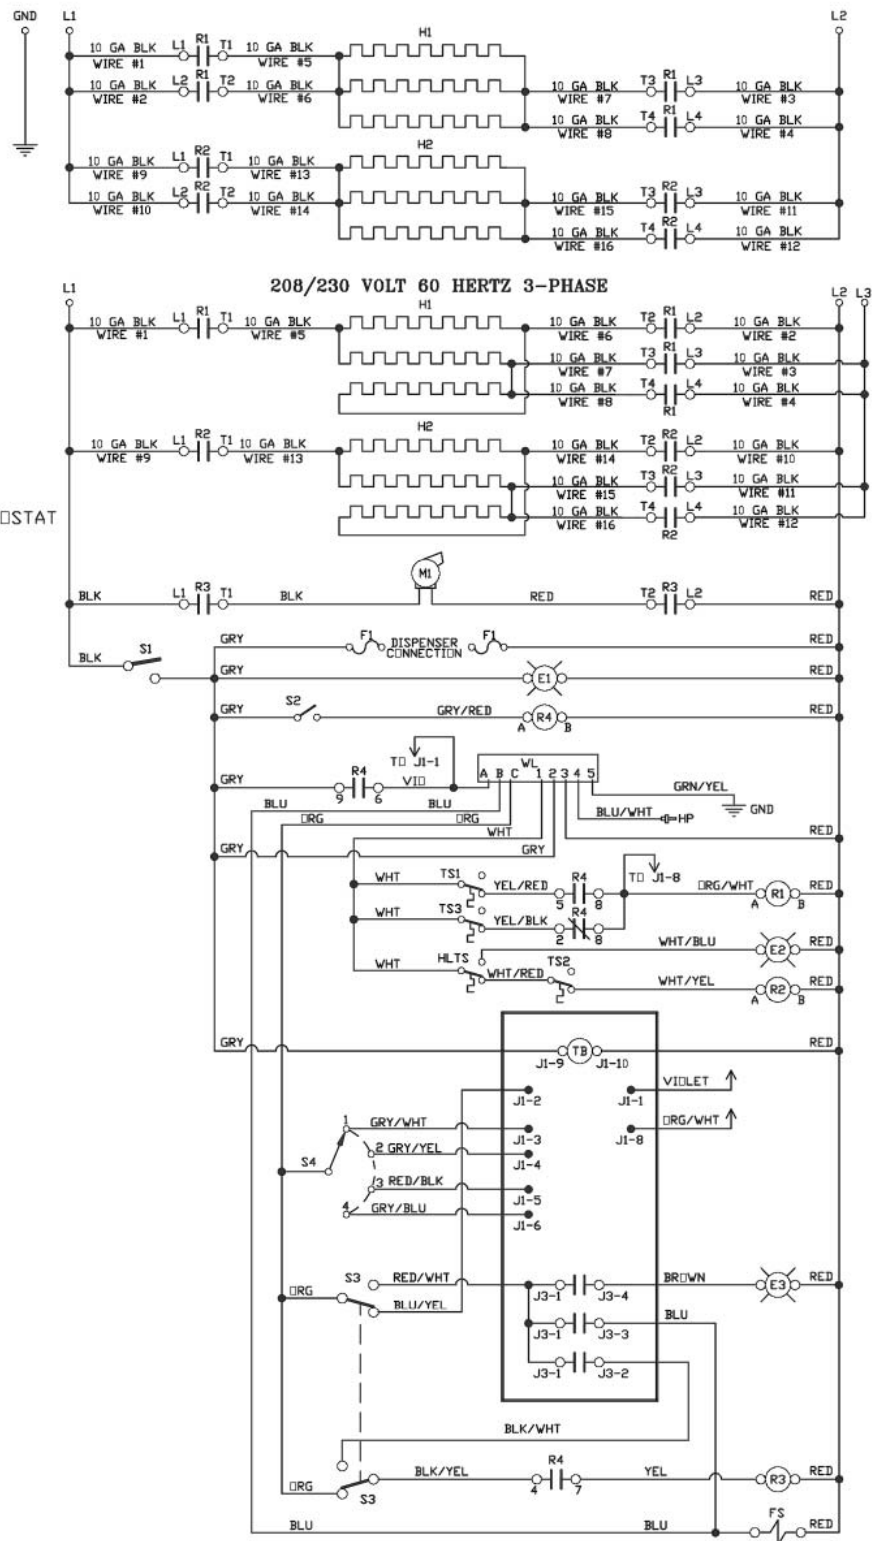 GND L1 L2
H1
10 GA BLK L1 R1 T1 10 GA BLK
WIRE #1 WIRE #5
10 GA BLK L2 R1 T2 10 GA BLK T3 R1 L3 10 GA BLK
WIRE #2 WIRE #6 10 GA BLK WIRE #7 WIRE #3
10 GA BLK T4 R1 L4 10 GA BLK
WIRE #8 WIRE #4
H2
10 GA BLK L1 R2 T1 10 GA BLK
WIRE #9 WIRE #13
10 GA BLK L2 R2 T2 10 GA BLK 10 GA BLK T3 R2 L3 10 GA BLK
WIRE #10 WIRE #14 WIRE #15 WIRE #11
10 GA BLK T4 R2 L4 10 GA BLK
WIRE #16 WIRE #12
L1 208/230 VOLT 60 HERTZ 3-PHASE L2 L3
H1
10 GA BLK L1 R1 T1 10 GA BLK 10 GA BLK T2 R1 L2 10 GA BLK
WIRE #1 WIRE #5 WIRE #6 WIRE #2
10 GA BLK T3 R1 L3 10 GA BLK
WIRE #7 WIRE #3
10 GA BLK T4 L4 10 GA BLK
WIRE #8 R1 WIRE #4
H2
10 GA BLK L1 R2 T1 10 GA BLK 10 GA BLK T2 R2 L2 10 GA BLK
WIRE #9 WIRE #13 WIRE #14 WIRE #10
10 GA BLK T3 R2 L3 10 GA BLK
WIRE #15 WIRE #11
OSTAT
10 GA BLK T4 L4 10 GA BLK
WIRE #16 R2 WIRE #12
M1
BLK L1 R3 T1 BLK RED T2 R3 L2 RED
GRY F1 DISPENSER CONNECTION F1 RED
BLK S1
GRY E1 RED
GRY S2 GRY/RED A R4 B RED
TO J1-1 WL
GRY 9 R4 6 VIO A B C 1 2 3 4 5 GRN/YEL
BLU BLU BLU/WHT HP GND
ORG ORG
WHT RED
GRY GRY
TO J1-8
WHT TS1 YEL/RED 5 R4 8 ORG/WHT A R1 B RED
WHT TS3 YEL/BLK 2 R4 8
WHT/BLU E2 RED
WHT HLTS WHT/RED TS2 WHT/YEL A R2 B RED
GRY TB RED
J1-9 J1-10
J1-2 J1-1 VIOLET
1 GRY/WHT J1-3 J1-8 ORG/WHT
S4 2 GRY/YEL J1-4
3 RED/BLK J1-5
4 GRY/BLU J1-6
S3 RED/WHT BROWN E3 RED
ORG BLU/YEL J3-1 J3-4
BLU
J3-1 J3-3
J3-1 J3-2
BLK/WHT
ORG S3 BLK/YEL 4 R4 7 YEL R3 RED
BLU BLU FS RED